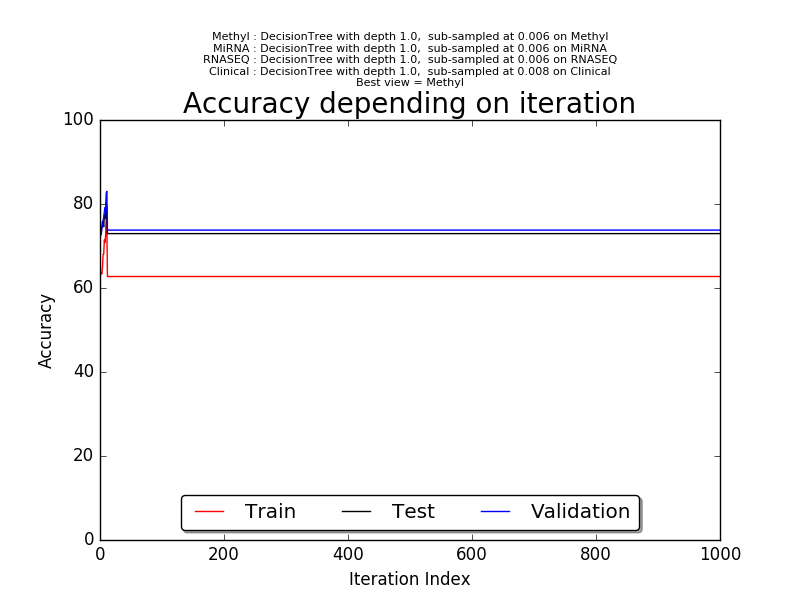 Methyl : DecisionTree with depth 1.0,  sub-sampled at 0.006 on Methyl
MiRNA : DecisionTree with depth 1.0,  sub-sampled at 0.006 on MiRNA
RNASEQ : DecisionTree with depth 1.0,  sub-sampled at 0.006 on RNASEQ
Clinical : DecisionTree with depth 1.0,  sub-sampled at 0.008 on Clinical
Best view = Methyl
Accuracy depending on iteration
100
80
60
40
20
0
Accuracy
Train Test Validation
0 200 400 600 800 1000
Iteration Index